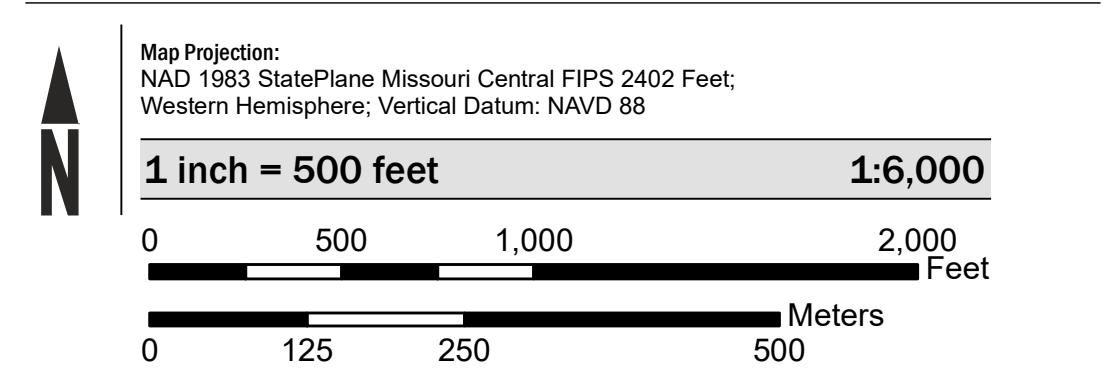 Map Projection:
NAD 1983 StatePlane Missouri Central FIPS 2402 Feet;
Western Hemisphere; Vertical Datum: NAVD 88
N
1 inch = 500 feet 1:6,000
0 500 1,000 2,000
Feet
Meters
0 125 250 500